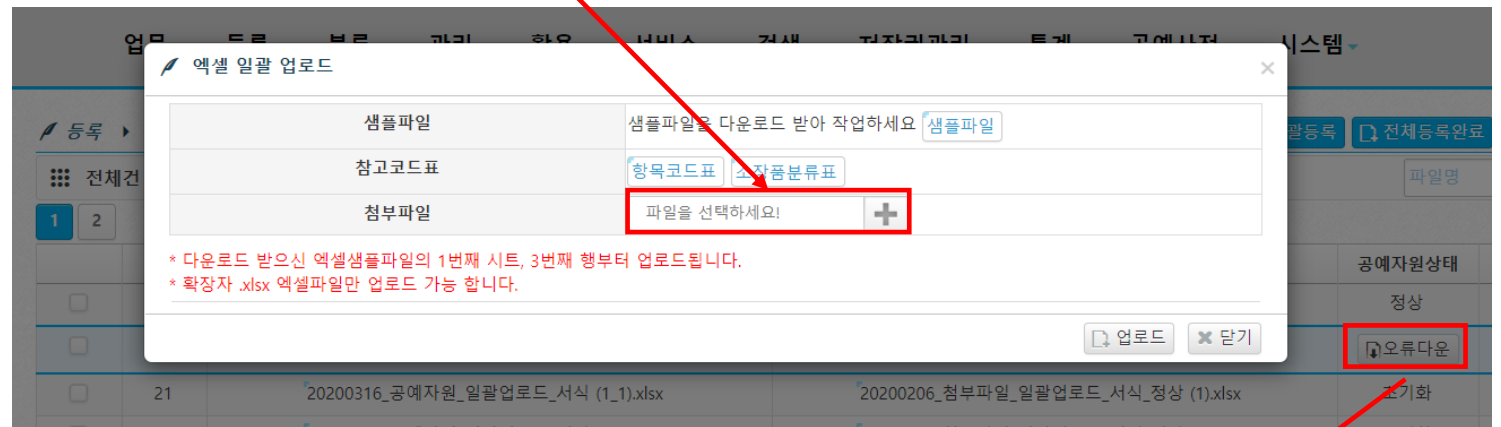 시스템
엑셀 일괄 업로드
등록
괄등록 전체등록완료
샘플파일 샘플파일을 다운로드 받아 작업하세요 샘플파일
전체건 파일명
참고코드표 항목코드표 소작품분류표
첨부파일 파일을 선택하세요!
1 2
* 다운로드 받으신 엑셀샘플파일의 1번째 시트, 3번째 행부터 업로드됩니다.
* 확장자 .xlsx 엑셀파일만 업로드 가능 합니다.
공예자원상태
정상
업로드 닫기
오류다운
21 20200316_공예자원_일괄업로드_서식 (1_1).xlsx 20200206_첨부파일_일괄업로드_서식_정상 (1).xlsx 초기화